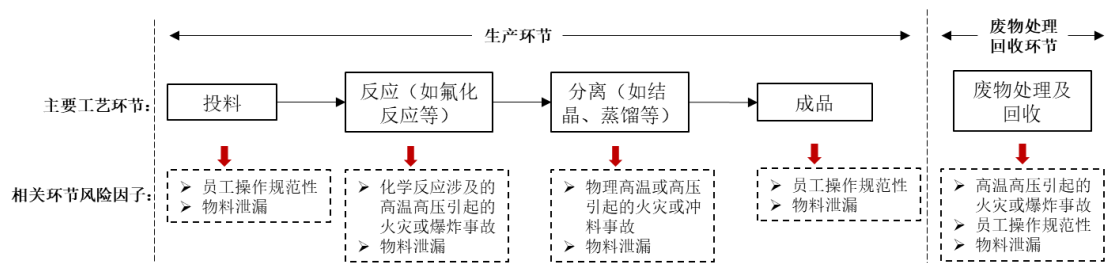 生产环节
废物处理
回收环节
主要工艺环节：
投料
反应（如氟化
反应等）
分离（如结
晶、蒸馏等）
成品
废物处理及
回收
相关环节风险因子：
➢ 员工操作规范性
➢ 物料泄漏
➢ 化学反应涉及的
高温高压引起的
火灾或爆炸事故
➢ 物料泄漏
➢ 物理高温或高压
引起的火灾或冲
料事故
➢ 物料泄漏
➢ 员工操作规范性
➢ 物料泄漏
➢ 高温高压引起的
火灾或爆炸事故
➢ 员工操作规范性
➢ 物料泄漏